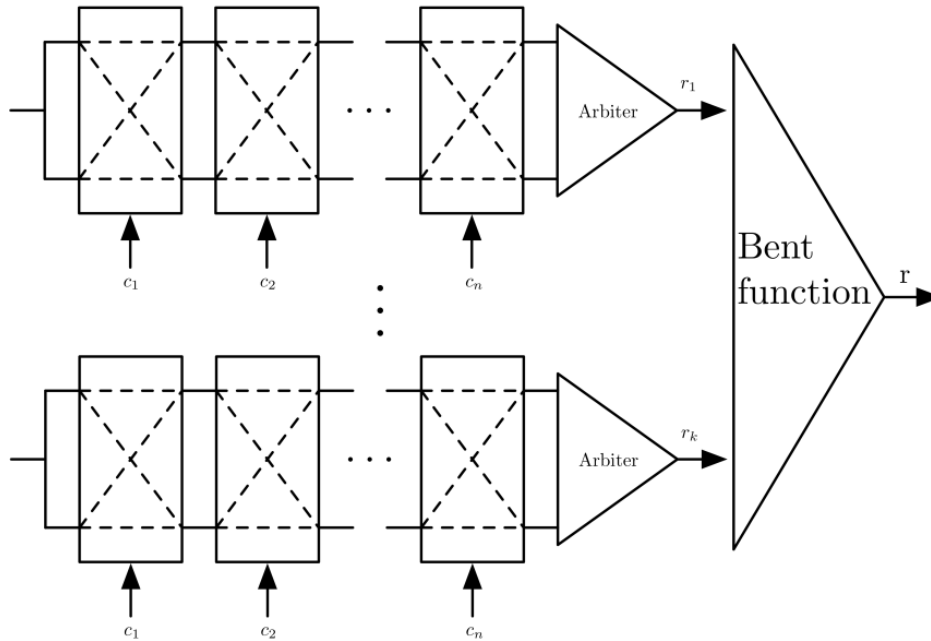 r₁
Arbiter
c₁ c₂ cₙ
Bent
function
r
rₖ
Arbiter
c₁ c₂ cₙ